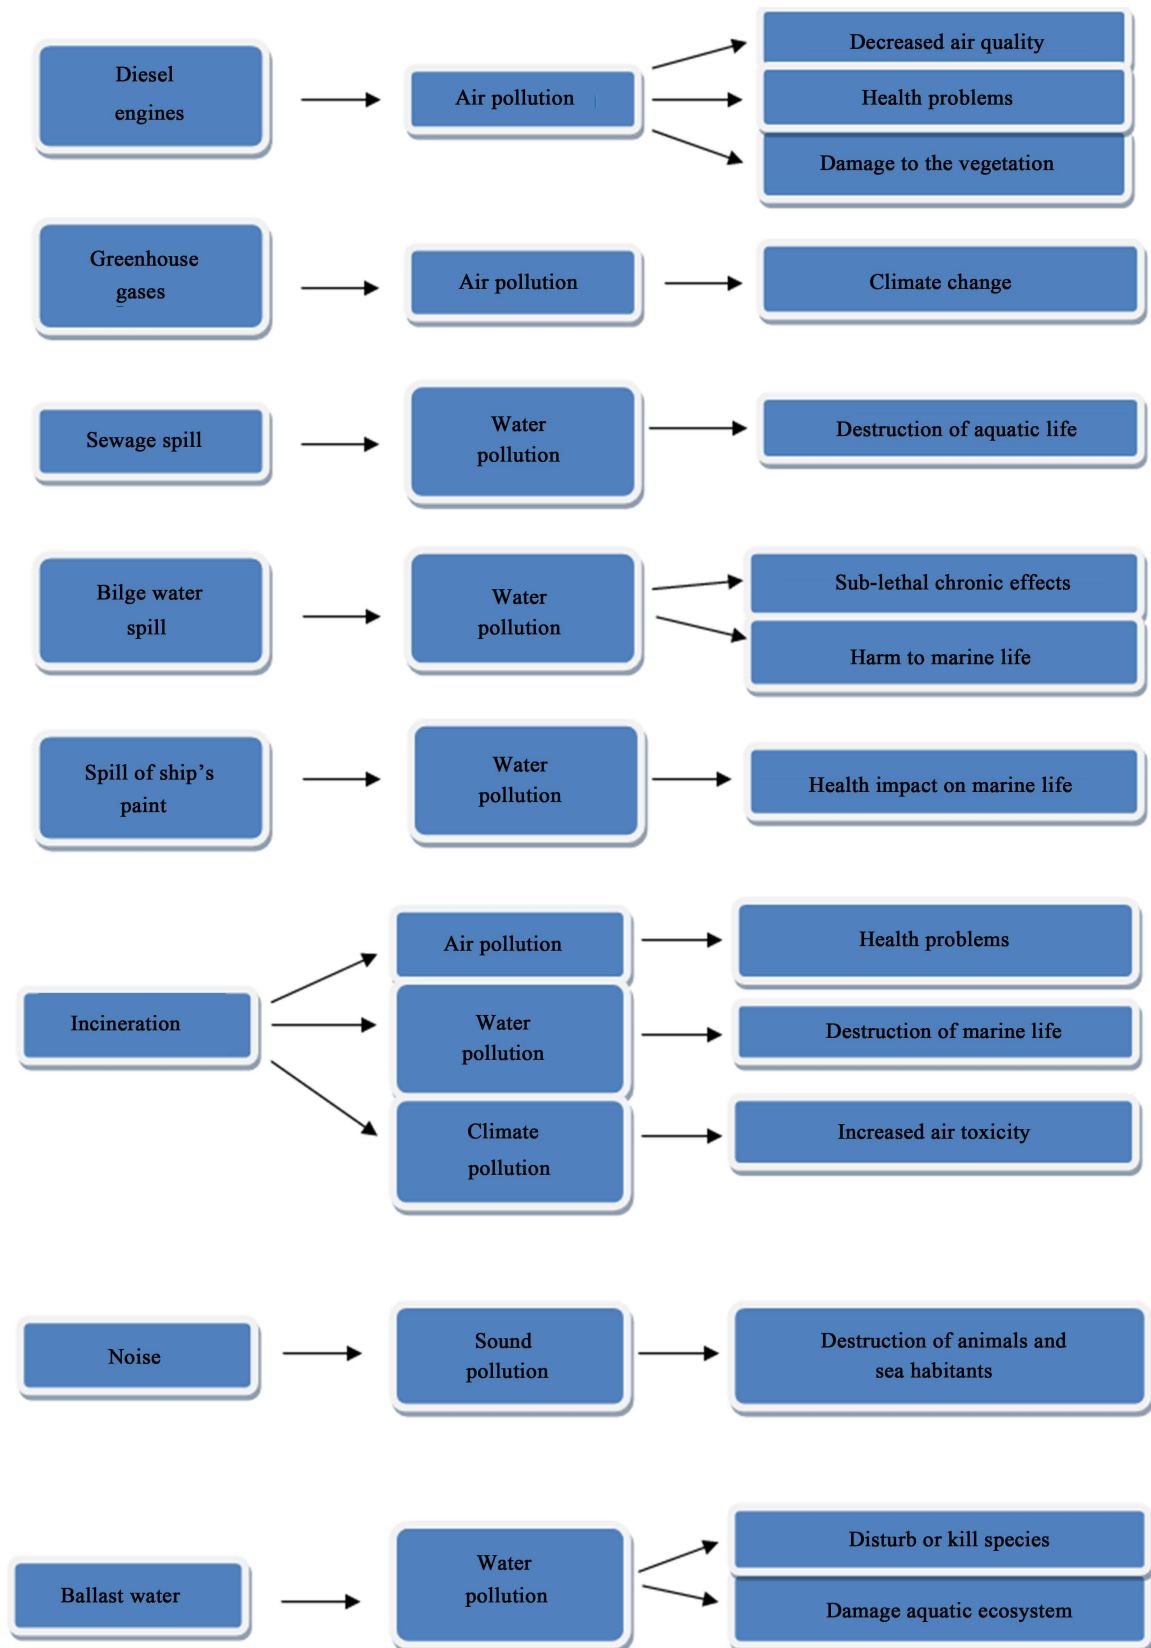 Diesel
engines
Air pollution
Decreased air quality
Health problems
Damage to the vegetation
Greenhouse
gases
Air pollution
Climate change
Sewage spill
Water
pollution
Destruction of aquatic life
Bilge water
spill
Water
pollution
Sub-lethal chronic effects
Harm to marine life
Spill of ship’s
paint
Water
pollution
Health impact on marine life
Incineration
Air pollution
Health problems
Water
pollution
Destruction of marine life
Climate
pollution
Increased air toxicity
Noise
Sound
pollution
Destruction of animals and
sea habitants
Ballast water
Water
pollution
Disturb or kill species
Damage aquatic ecosystem